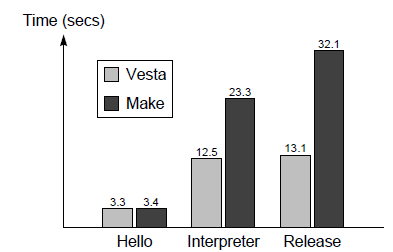 Time (secs)
Vesta
Make
3.3 3.4
12.5 23.3
13.1 32.1
Hello Interpreter Release